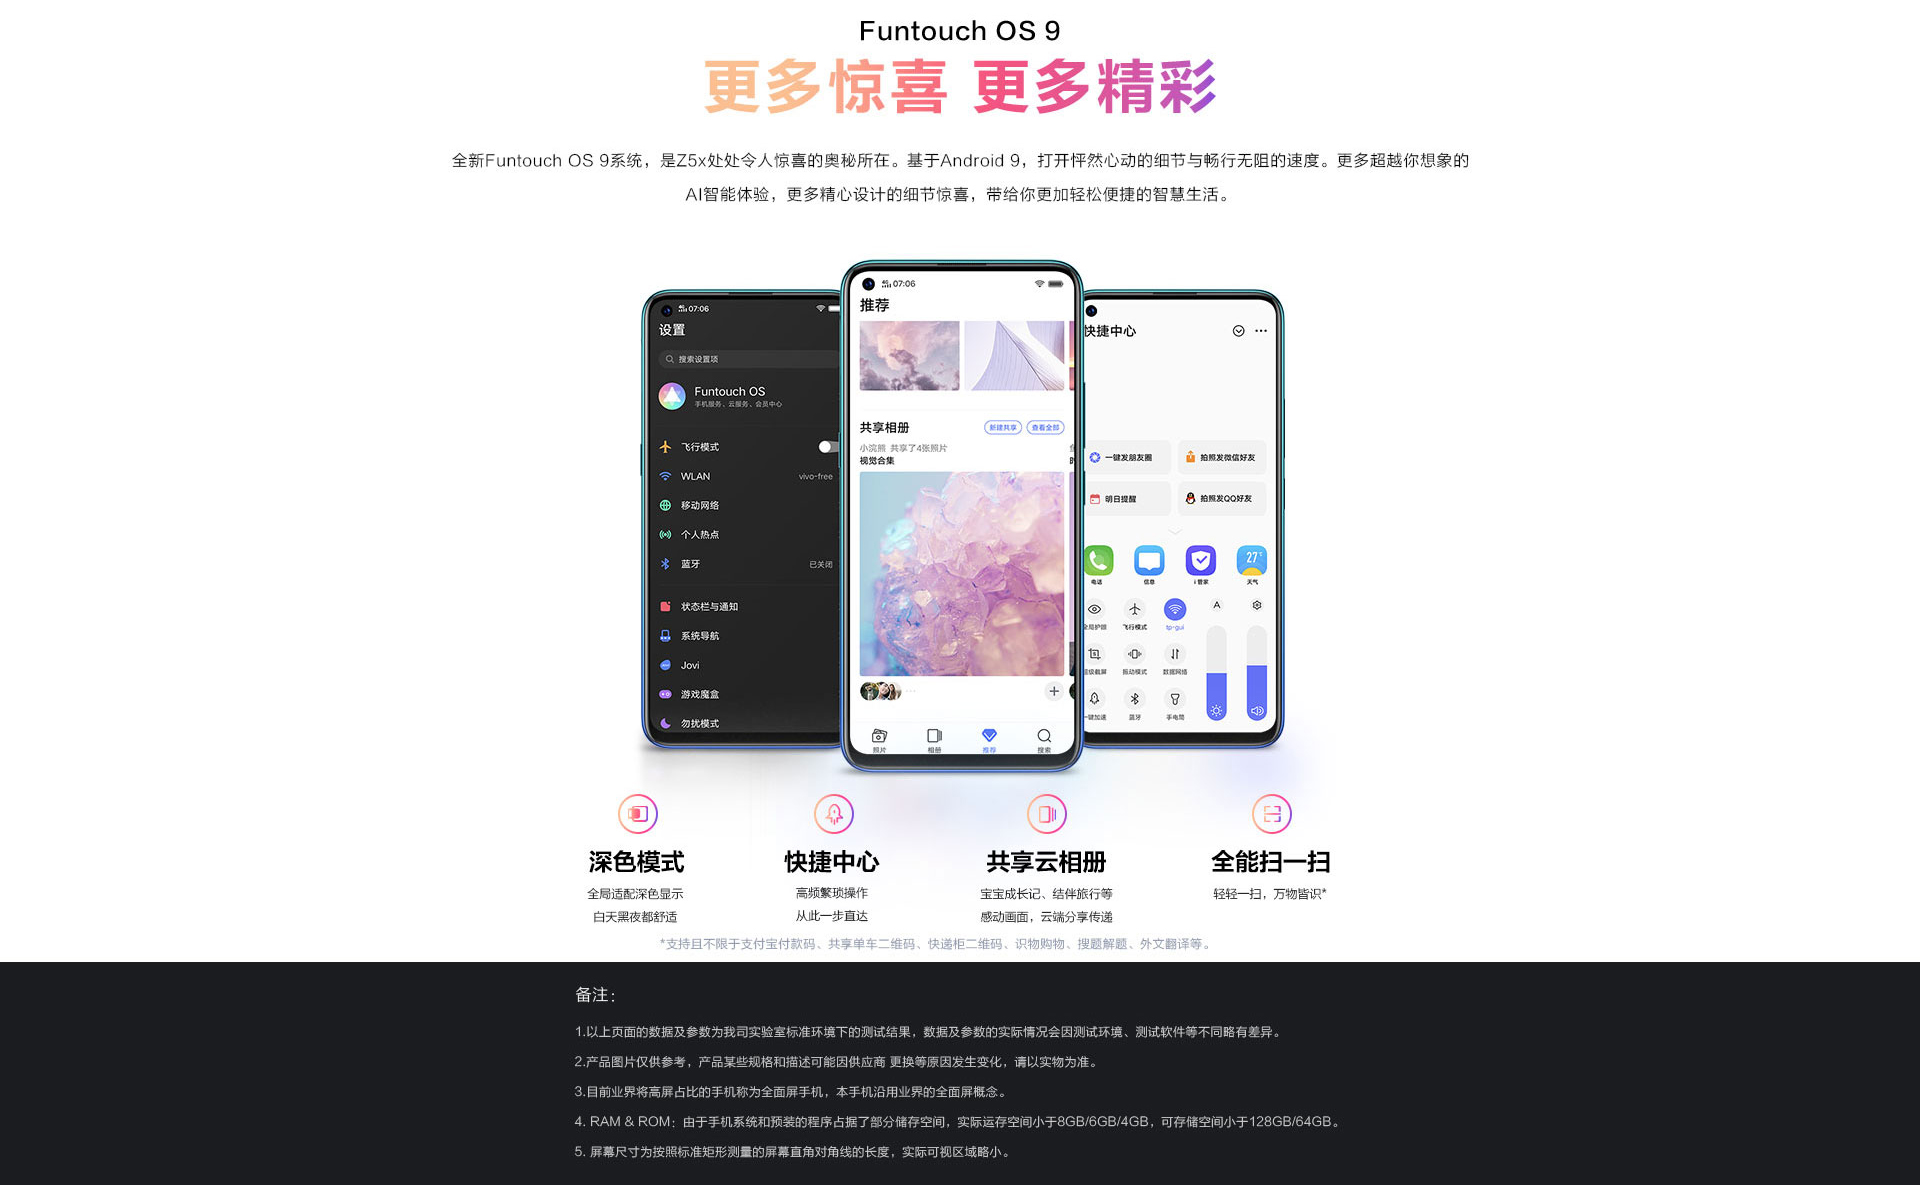 Funtouch OS 9
更多惊喜 更多精彩
全新Funtouch OS 9系统，是Z5x处处令人惊喜的奥秘所在。基于Android 9，打开怦然心动的细节与畅行无阻的速度。更多超越你想象的
AI智能体验，更多精心设计的细节惊喜，带给你更加轻松便捷的智慧生活。
07:06
设置
搜索设置项
Funtouch OS
手机服务、云服务、会员中心
飞行模式
WLAN vivo-free
移动网络
个人热点
蓝牙 已关闭
状态栏与通知
系统导航
Jovi
游戏魔盒
勿扰模式
07:06
推荐
共享相册 新建共享 查看全部
小浣熊 共享了4张照片
视觉合集
照片 相册 推荐 搜索
快捷中心
一键发朋友圈 拍照发微信好友
明日提醒 拍照发QQ好友
27°
电话 信息 i 管家 天气
A
全局护眼 飞行模式 tp-gui
超级截屏 振动模式 数据网络
一键加速 蓝牙 手电筒
深色模式
全局适配深色显示
白天黑夜都舒适
快捷中心
高频繁琐操作
从此一步直达
共享云相册
宝宝成长记、结伴旅行等
感动画面，云端分享传递
全能扫一扫
轻轻一扫，万物皆识*
*支持且不限于支付宝付款码、共享单车二维码、快递柜二维码、识物购物、搜题解题、外文翻译等。
备注：
1.以上页面的数据及参数为我司实验室标准环境下的测试结果，数据及参数的实际情况会因测试环境、测试软件等不同略有差异。
2.产品图片仅供参考，产品某些规格和描述可能因供应商 更换等原因发生变化，请以实物为准。
3.目前业界将高屏占比的手机称为全面屏手机，本手机沿用业界的全面屏概念。
4. RAM & ROM：由于手机系统和预装的程序占据了部分储存空间，实际运存空间小于8GB/6GB/4GB，可存储空间小于128GB/64GB。
5. 屏幕尺寸为按照标准矩形测量的屏幕直角对角线的长度，实际可视区域略小。